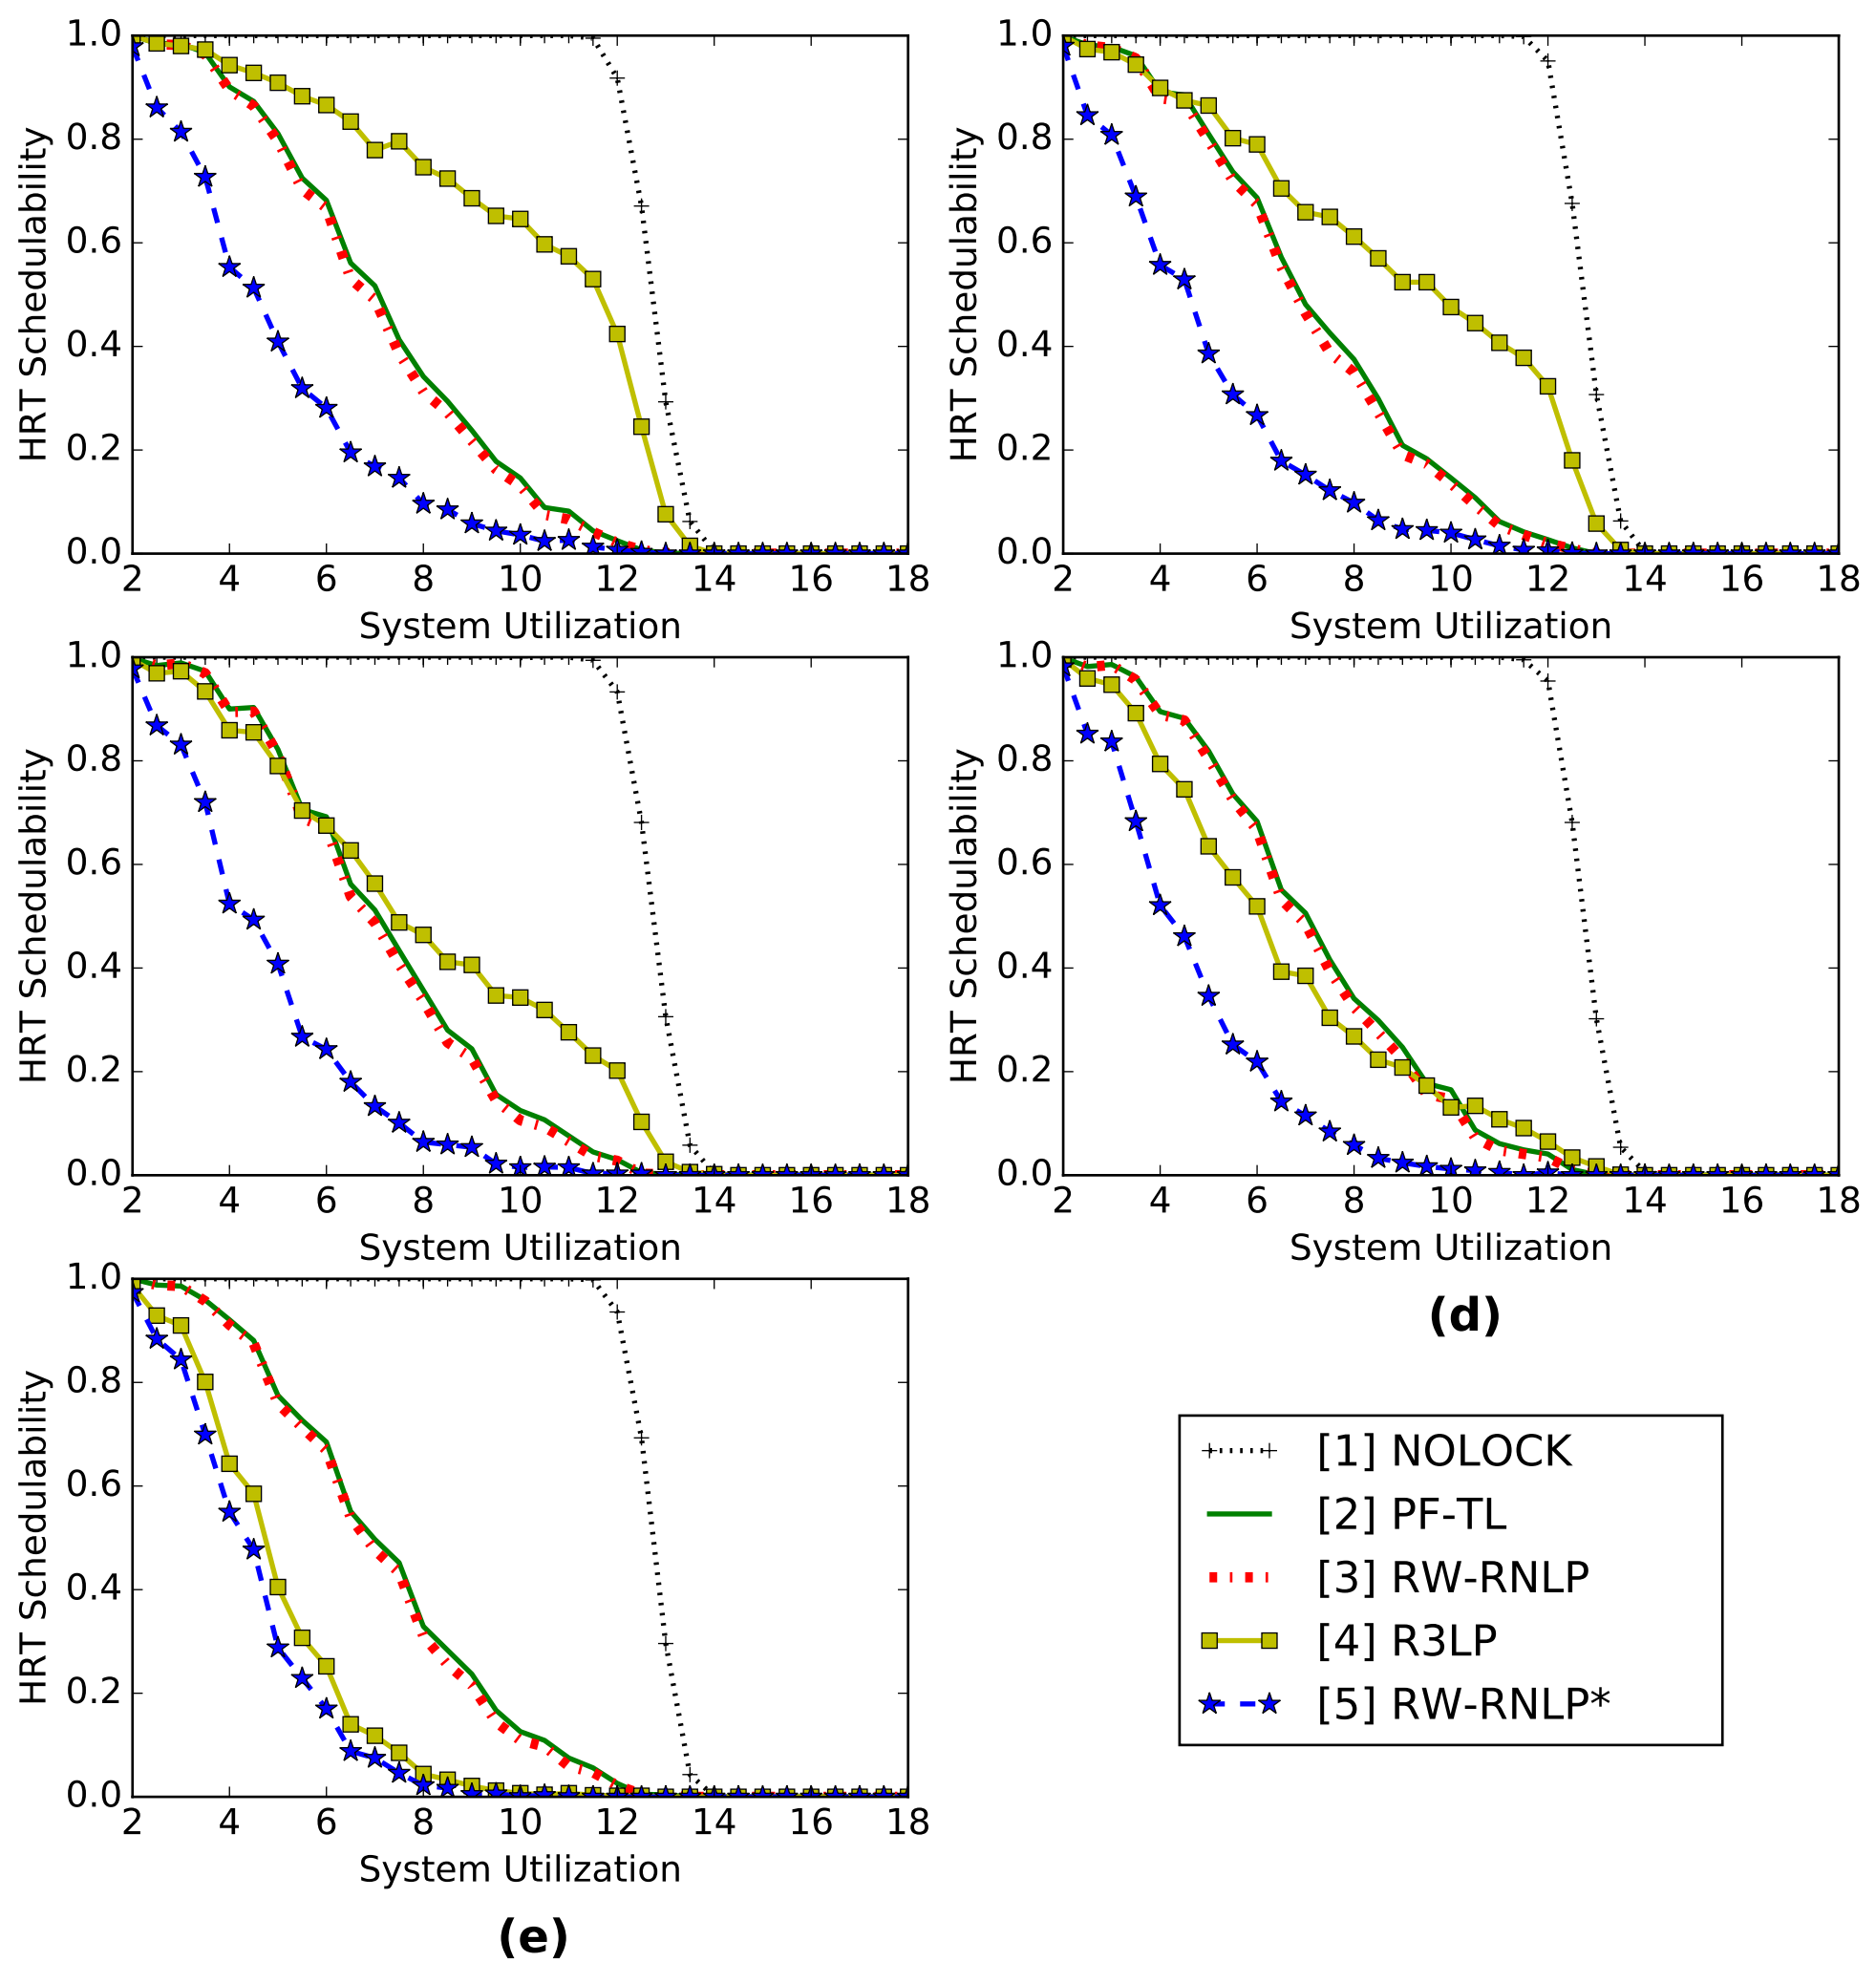 1.0
0.8
0.6
0.4
0.2
0.0
HRT Schedulability
2 4 6 8 10 12 14 16 18
System Utilization
1.0
0.8
0.6
0.4
0.2
0.0
HRT Schedulability
2 4 6 8 10 12 14 16 18
System Utilization
1.0
0.8
0.6
0.4
0.2
0.0
HRT Schedulability
2 4 6 8 10 12 14 16 18
System Utilization
1.0
0.8
0.6
0.4
0.2
0.0
HRT Schedulability
2 4 6 8 10 12 14 16 18
System Utilization
(d)
1.0
0.8
0.6
0.4
0.2
0.0
HRT Schedulability
2 4 6 8 10 12 14 16 18
System Utilization
(e)
[1] NOLOCK
[2] PF-TL
[3] RW-RNLP
[4] R3LP
[5] RW-RNLP*